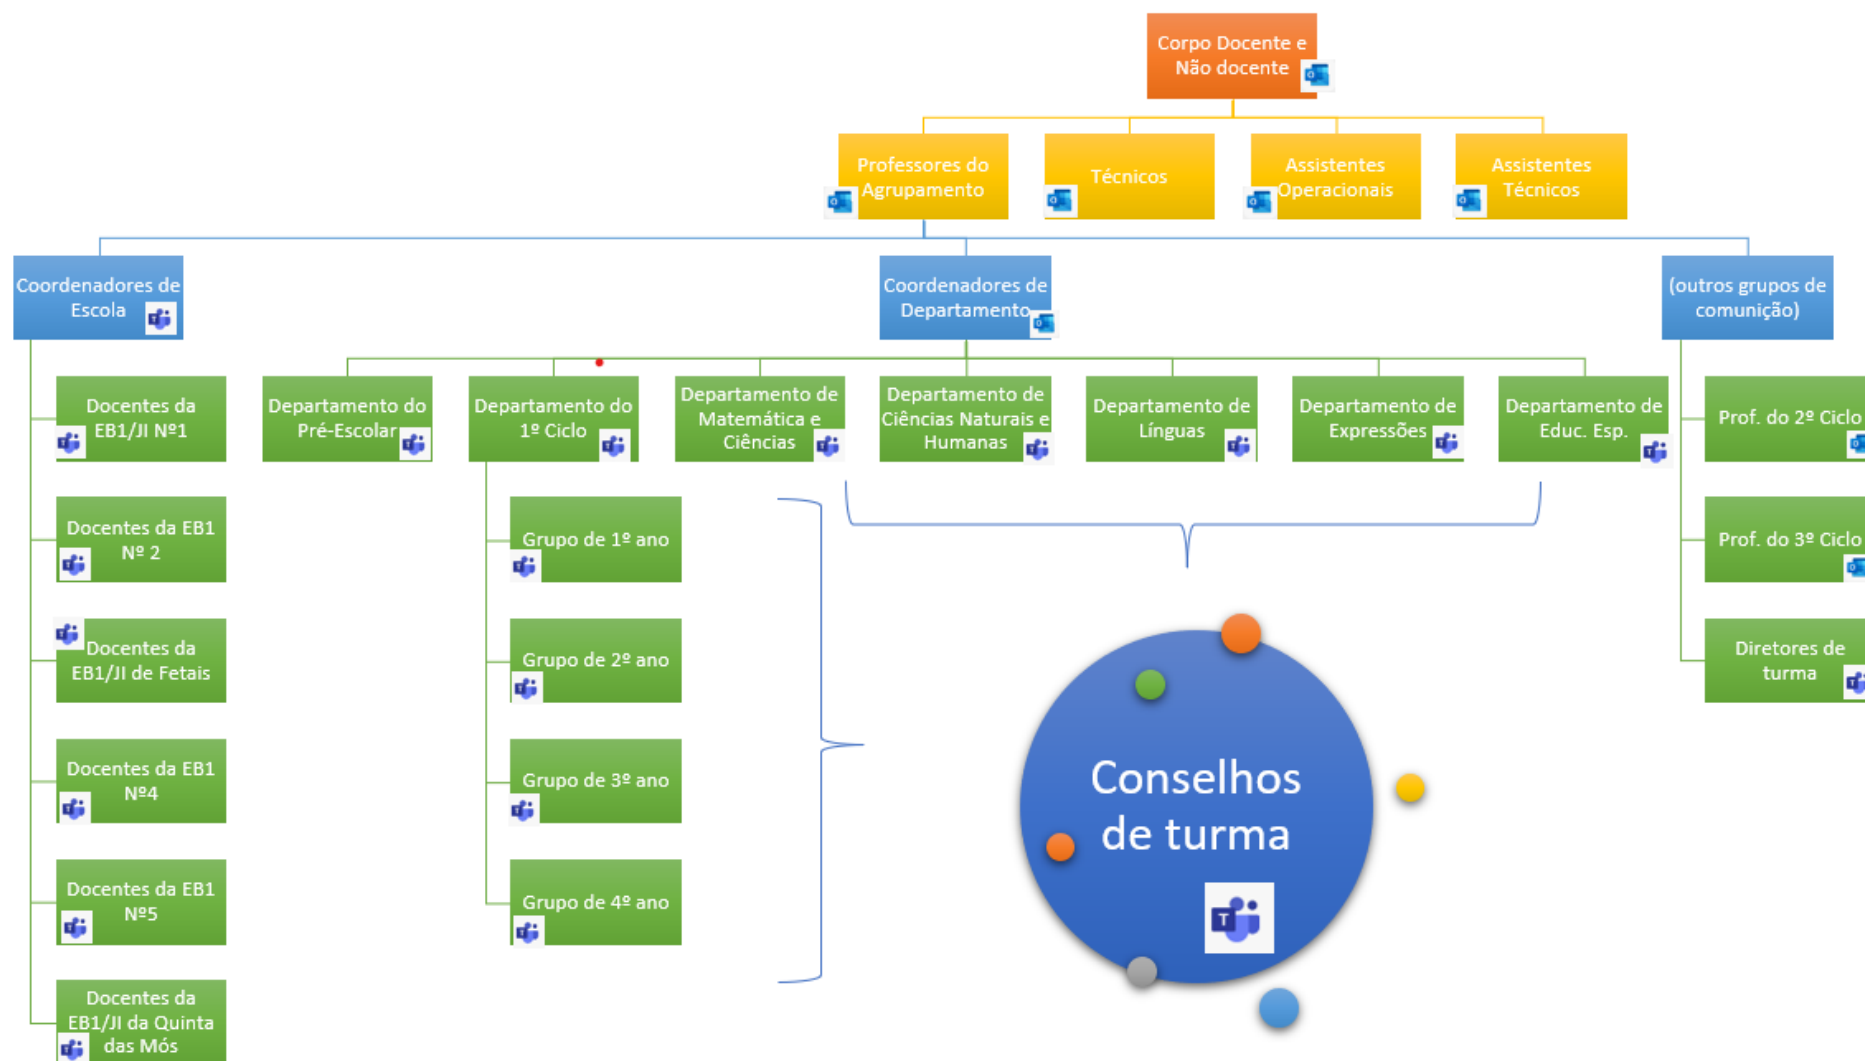 Corpo Docente e
Não docente
Professores do
Agrupamento
Técnicos
Assistentes
Operacionais
Assistentes
Técnicos
Coordenadores de
Escola
Coordenadores de
Departamento
(outros grupos de
comunição)
Docentes da
EB1/JI Nº1
Departamento do
Pré-Escolar
Departamento do
1º Ciclo
Departamento de
Matemática e
Ciências
Departamento de
Ciências Naturais e
Humanas
Departamento de
Línguas
Departamento de
Expressões
Departamento de
Educ. Esp.
Prof. do 2º Ciclo
Docentes da EB1
Nº 2
Grupo de 1º ano
Prof. do 3º Ciclo
Docentes da
EB1/JI de Fetais
Grupo de 2º ano
Diretores de
turma
Docentes da EB1
Nº4
Grupo de 3º ano
Conselhos
de turma
Docentes da EB1
Nº5
Grupo de 4º ano
Docentes da
EB1/JI da Quinta
das Mós